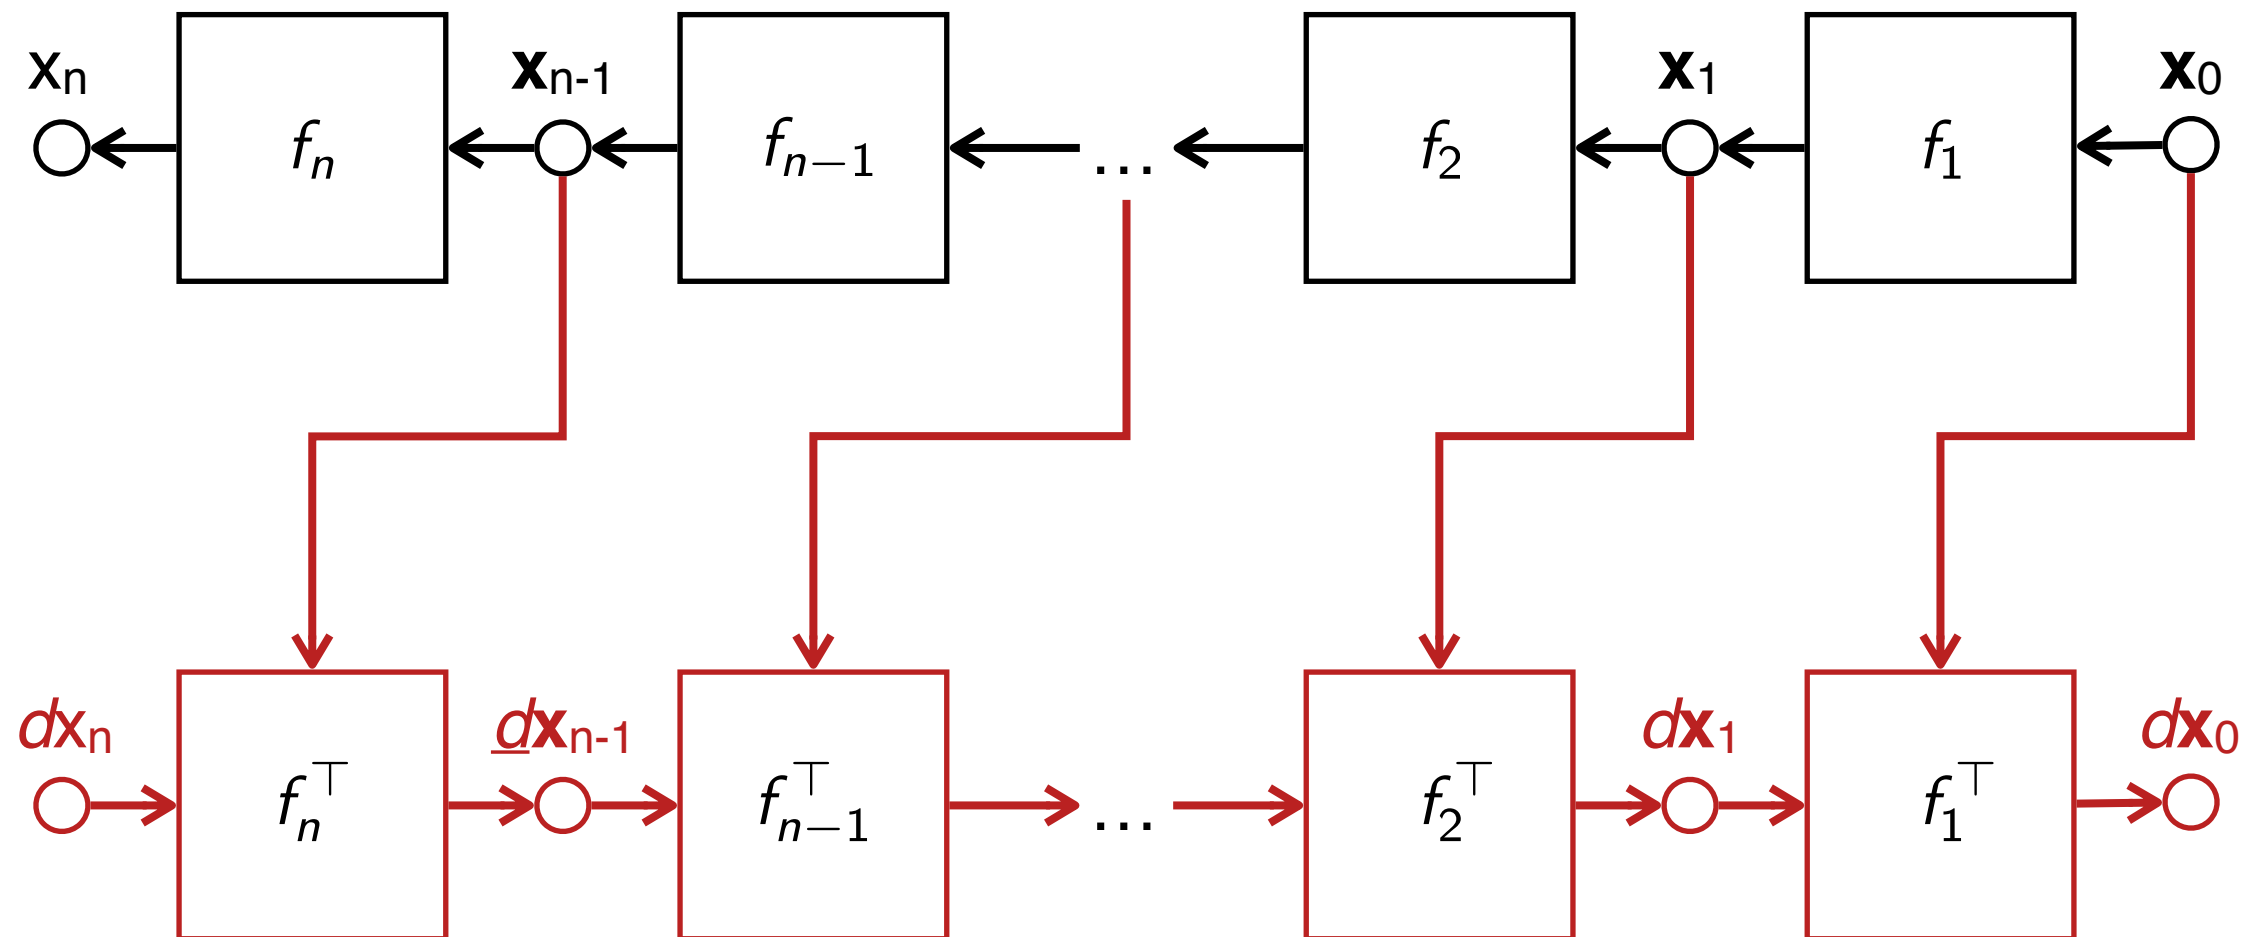 xₙ 𝐱ₙ₋₁ 𝐱₁ 𝐱₀
fₙ fₙ₋₁ ... f₂ f₁
dxₙ d𝐱ₙ₋₁ d𝐱₁ d𝐱₀
fₙ⊤ fₙ₋₁⊤ ... f₂⊤ f₁⊤